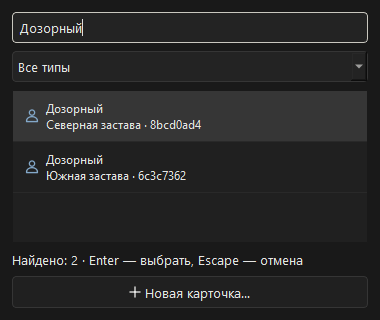 Дозорный
Все типы
Дозорный
Северная застава · 8bcd0ad4
Дозорный
Южная застава · 6c3c7362
Найдено: 2 · Enter — выбрать, Escape — отмена
+ Новая карточка...